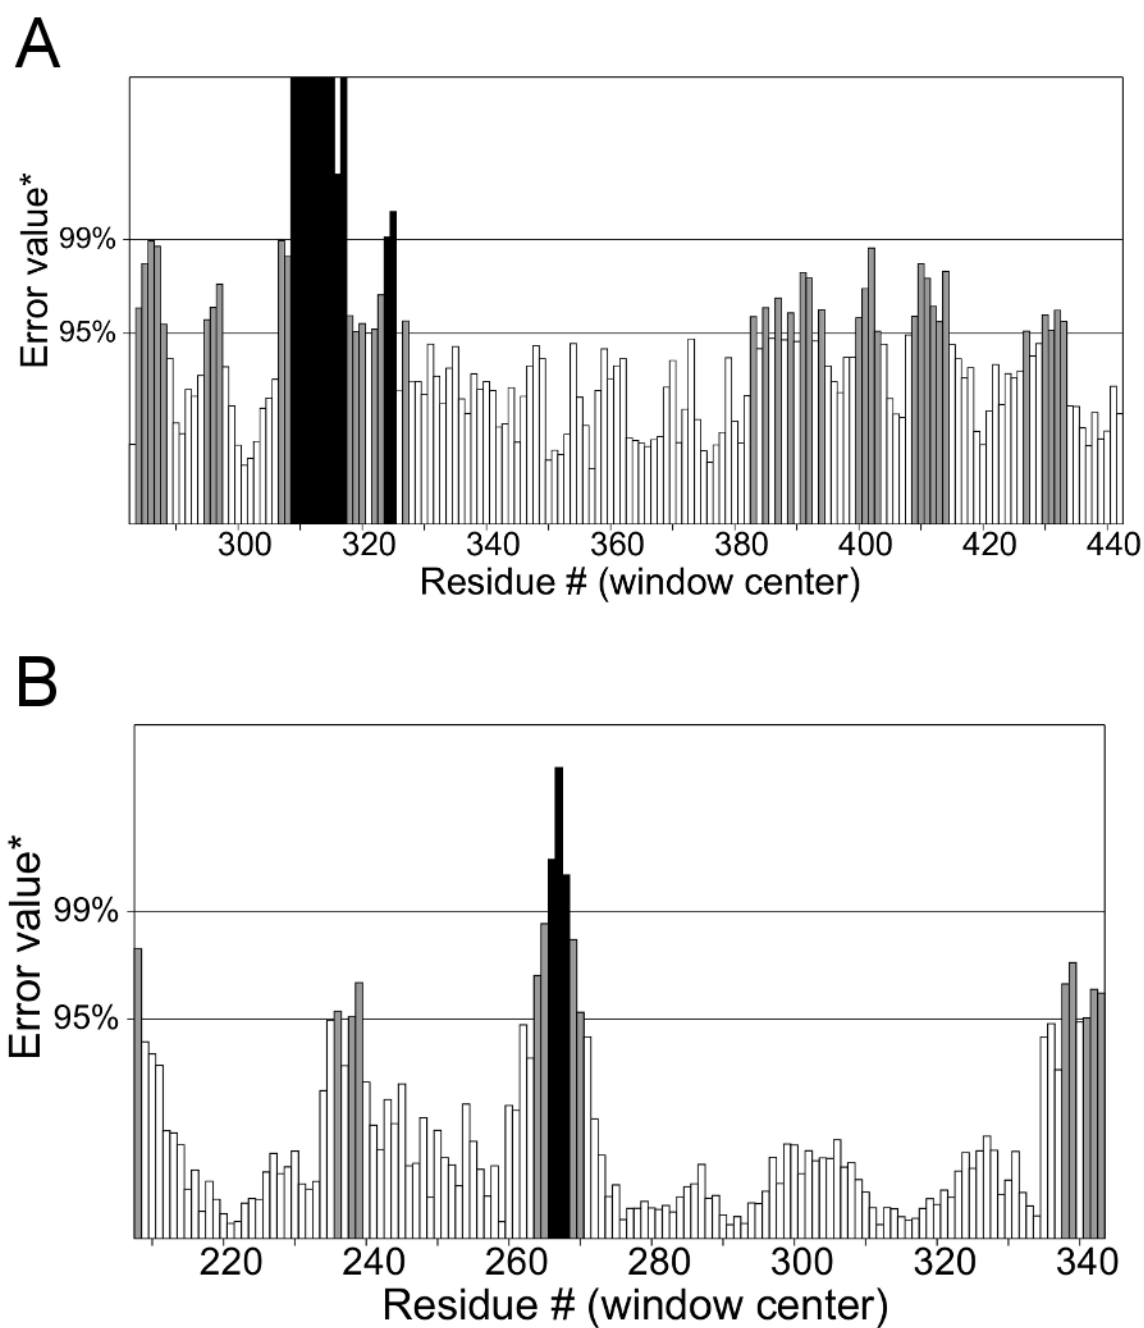 A
Error value*
99%
95%
300 320 340 360 380 400 420 440
Residue # (window center)
B
Error value*
99%
95%
220 240 260 280 300 320 340
Residue # (window center)